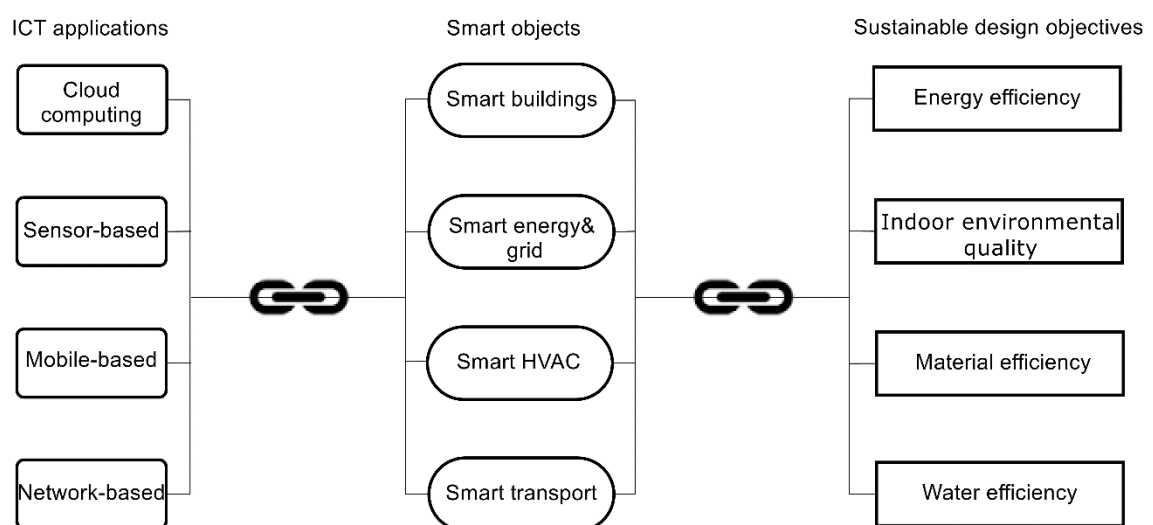 ICT applications
Smart objects
Sustainable design objectives
Cloud
computing
Smart buildings
Energy efficiency
Sensor-based
Smart energy&
grid
Indoor environmental
quality
Mobile-based
Smart HVAC
Material efficiency
Network-based
Smart transport
Water efficiency